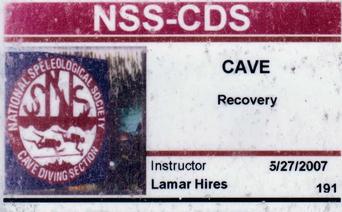 NSS-CDS
NATIONAL SPELEOLOGICAL SOCIETY
NSS
CAVE DIVING SECTION
CAVE
Recovery
Instructor 5/27/2007
Lamar Hires 191